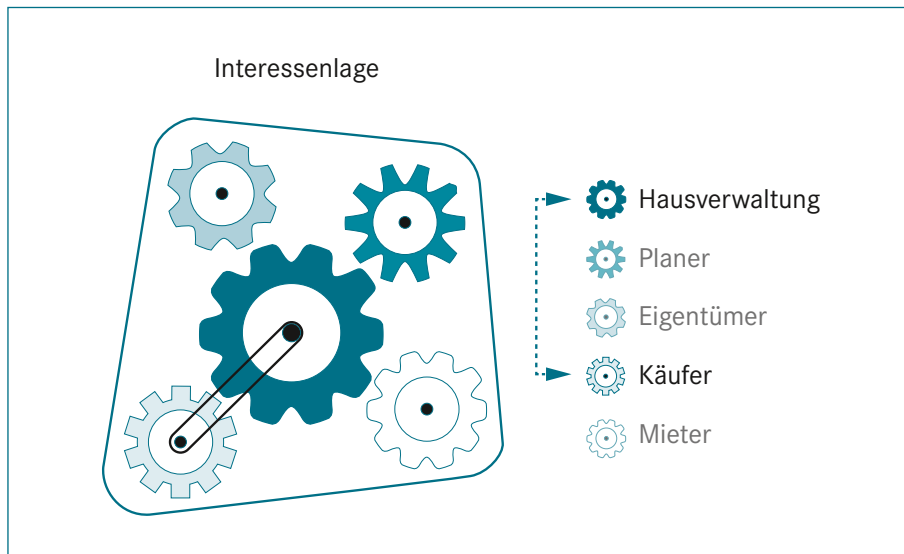 Interessenlage
Hausverwaltung
Planer
Eigentümer
Käufer
Mieter